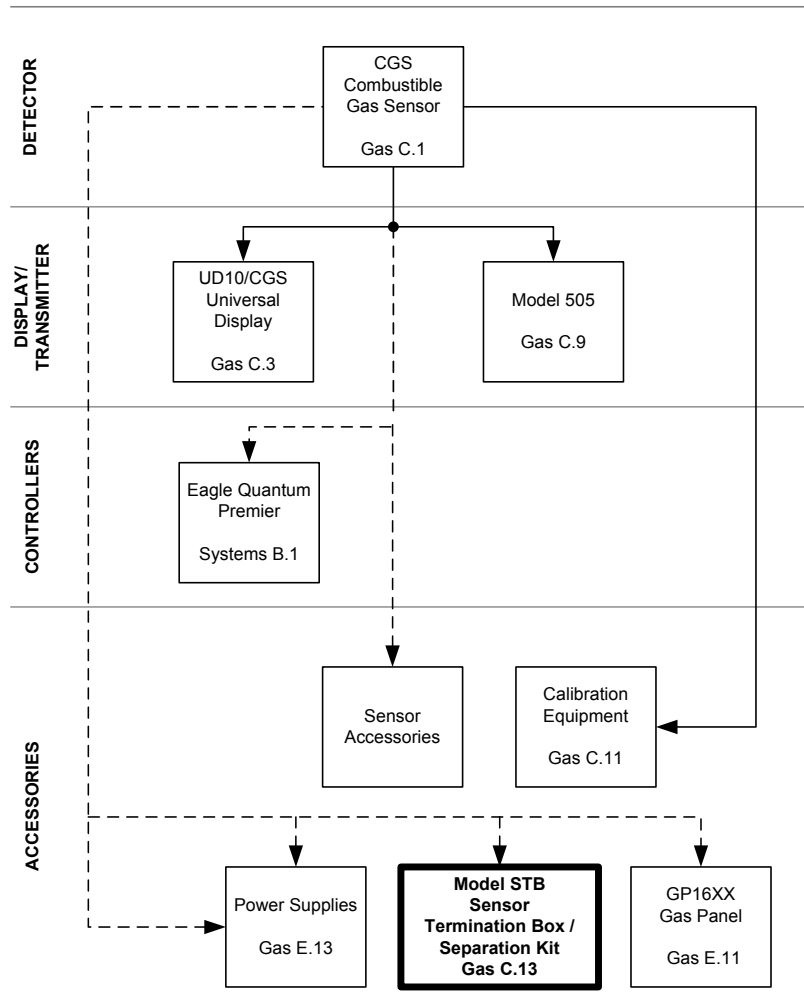 DETECTOR
CGS
Combustible
Gas Sensor
Gas C.1
DISPLAY/
TRANSMITTER
UD10/CGS
Universal
Display
Gas C.3
Model 505
Gas C.9
CONTROLLERS
Eagle Quantum
Premier
Systems B.1
ACCESSORIES
Sensor
Accessories
Calibration
Equipment
Gas C.11
Power Supplies
Gas E.13
Model STB
Sensor
Termination Box /
Separation Kit
Gas C.13
GP16XX
Gas Panel
Gas E.11